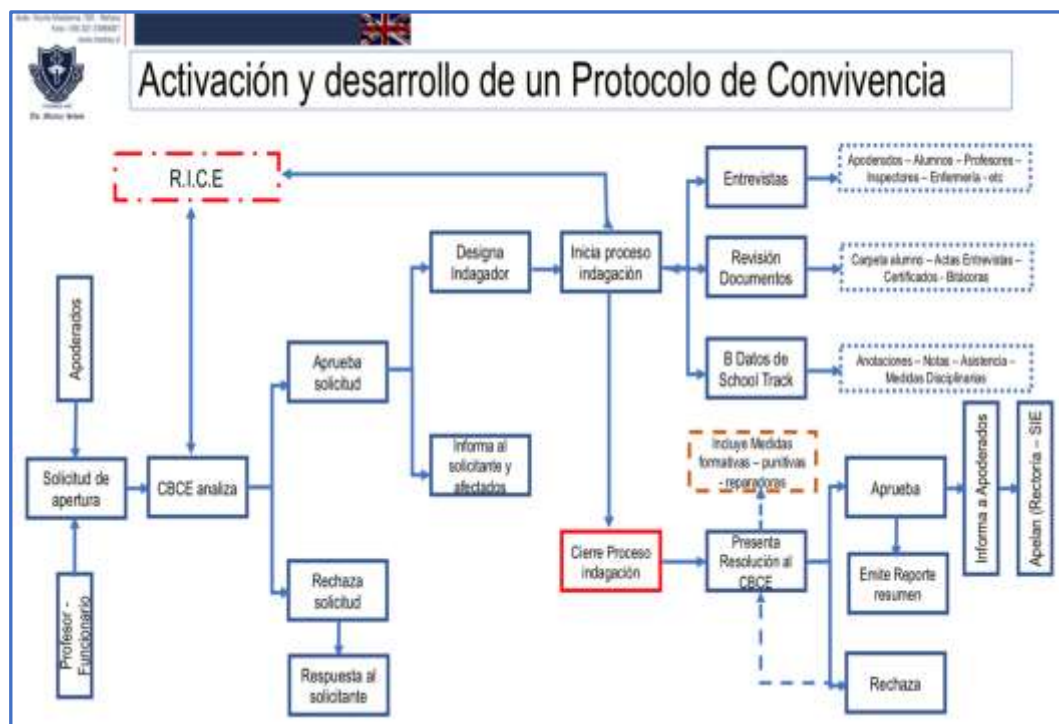 Activación y desarrollo de un Protocolo de Convivencia
R.I.C.E
Entrevistas
Apoderados – Alumnos – Profesores –
Inspectores – Enfermería - etc
Designa
Indagador
Inicia proceso
indagación
Revisión
Documentos
Carpeta alumno – Actas Entrevistas –
Certificados - Bitácoras
Apoderados
Aprueba
solicitud
B Datos de
School Track
Anotaciones – Notas – Asistencia –
Medidas Disciplinarias
Solicitud de
apertura
CBCE analiza
Informa al
solicitante y
afectados
Incluye Medidas
formativas – punitivas
- reparadoras
Aprueba
Informa a Apoderados
Apelan (Rectoría – SIE
Profesor -
Funcionario
Rechaza
solicitud
Cierre Proceso
indagación
Presenta
Resolución al
CBCE
Emite Reporte
resumen
Respuesta al
solicitante
Rechaza